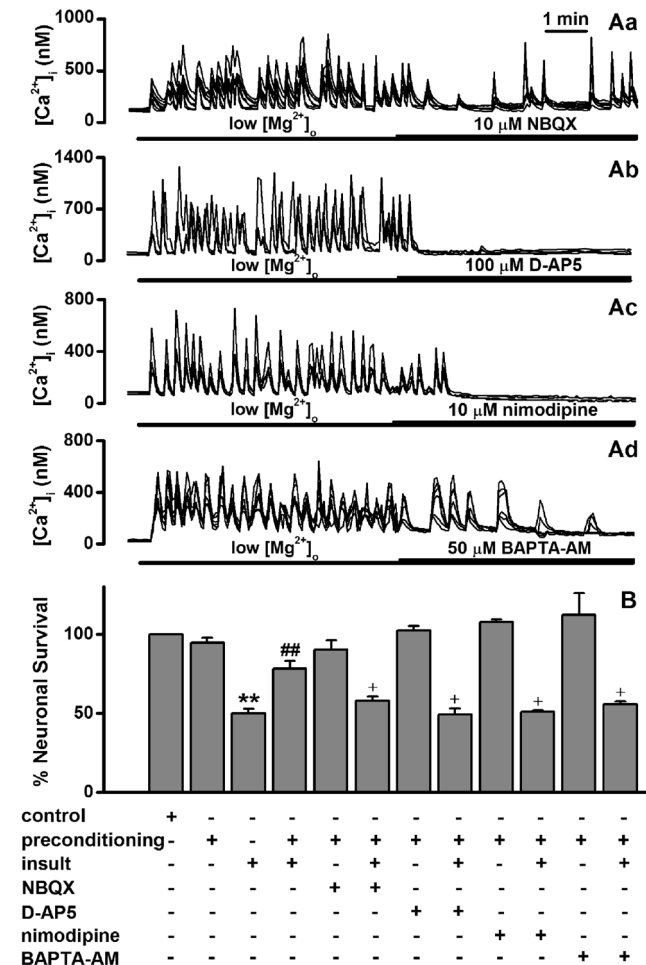 1 min
Aa
[Ca²⁺]ᵢ (nM)
1000
500
0
low [Mg²⁺]ₒ
10 μM NBQX
Ab
[Ca²⁺]ᵢ (nM)
1400
700
0
low [Mg²⁺]ₒ
100 μM D-AP5
Ac
[Ca²⁺]ᵢ (nM)
800
400
0
low [Mg²⁺]ₒ
10 μM nimodipine
Ad
[Ca²⁺]ᵢ (nM)
800
400
0
low [Mg²⁺]ₒ
50 μM BAPTA-AM
B
% Neuronal Survival
100
50
0
** ## + + + +
control + - - - - - - - - - - -
preconditioning - + - + + + + + + + + +
insult - - + + - + - + - + - +
NBQX - - - - + + - - - - - -
D-AP5 - - - - - - + + - - - -
nimodipine - - - - - - - - + + - -
BAPTA-AM - - - - - - - - - - + +